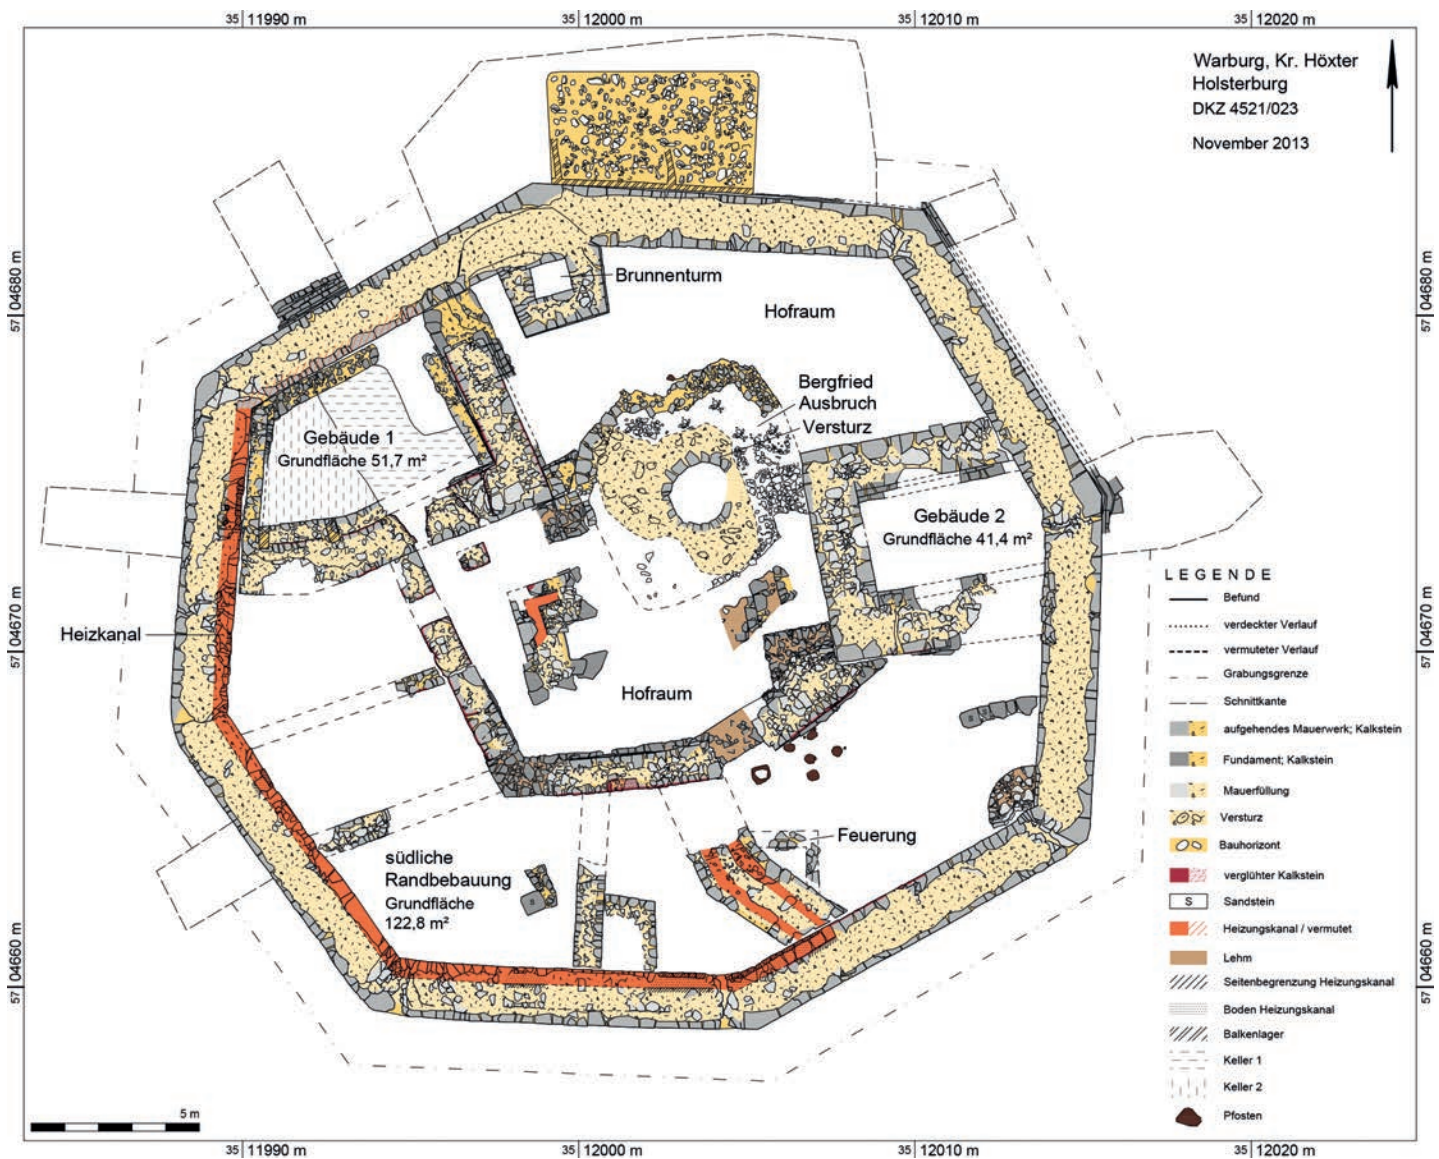 35 11990 m
35 12000 m
35 12010 m
35 12020 m
Warburg, Kr. Höxter
Holsterburg
DKZ 4521/023
November 2013
57 04680 m
57 04680 m
Brunnenturm
Hofraum
Bergfried
Ausbruch
Versturz
Gebäude 1
Grundfläche 51,7 m²
Gebäude 2
Grundfläche 41,4 m²
57 04670 m
57 04670 m
Heizkanal
Hofraum
Feuerung
südliche
Randbebauung
Grundfläche
122,8 m²
S
S
57 04660 m
57 04660 m
LEGENDE
Befund
verdeckter Verlauf
vermuteter Verlauf
Grabungsgrenze
Schnittkante
aufgehendes Mauerwerk; Kalkstein
Fundament; Kalkstein
Mauerfüllung
Versturz
Bauhorizont
verglühter Kalkstein
S Sandstein
Heizungskanal / vermutet
Lehm
Seitenbegrenzung Heizungskanal
Boden Heizungskanal
Balkenlager
Keller 1
Keller 2
Pfosten
5 m
35 11990 m
35 12000 m
35 12010 m
35 12020 m